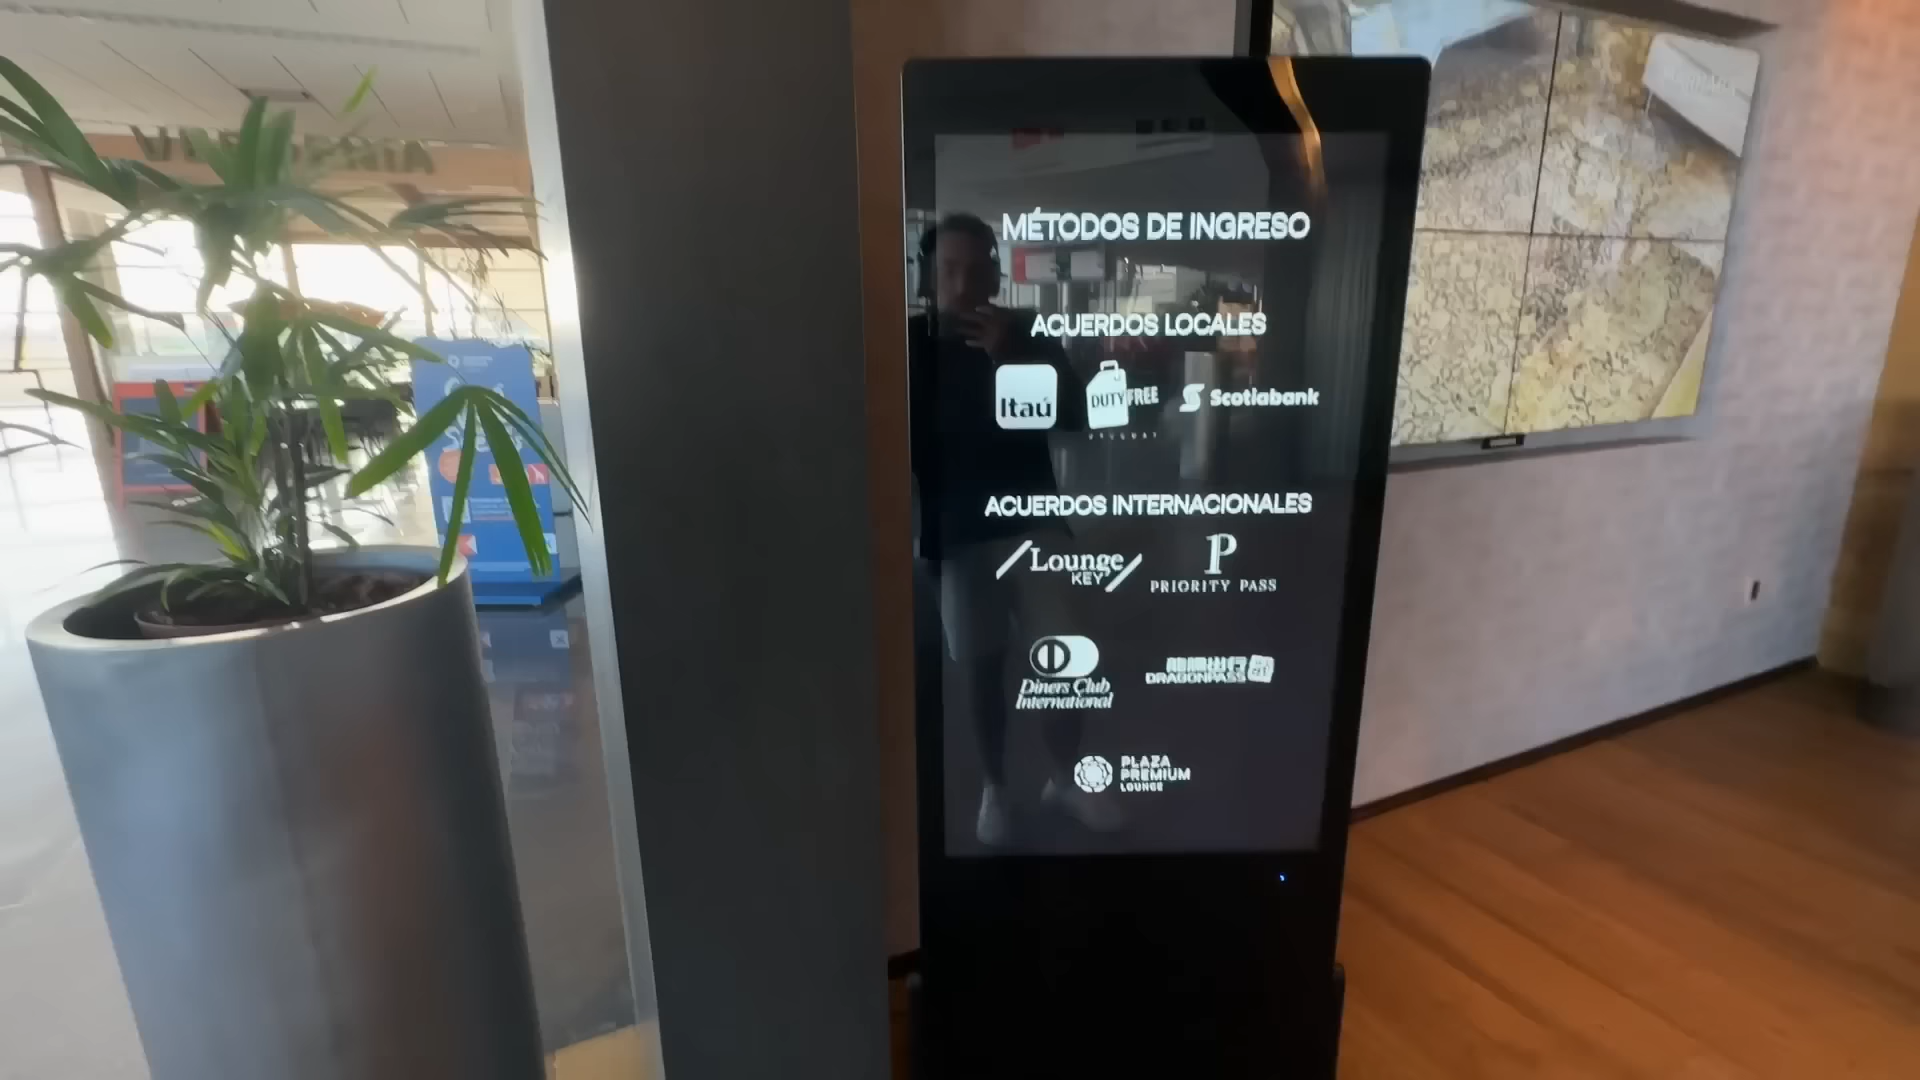 MÉTODOS DE INGRESO
ACUERDOS LOCALES
Itaú
DUTY FREE
URUGUAY
Scotiabank
ACUERDOS INTERNACIONALES
Lounge
KEY
PRIORITY PASS
Diners Club
International
DRAGONPASS
PLAZA
PREMIUM
LOUNGE